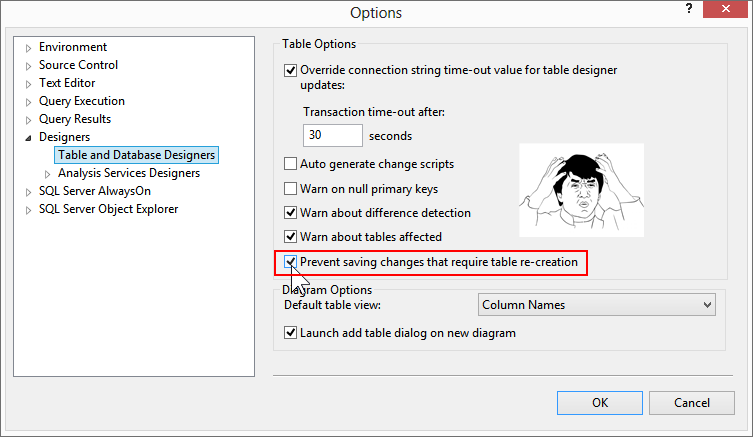 Options
?
Environment
Source Control
Text Editor
Query Execution
Query Results
Designers
Table and Database Designers
Analysis Services Designers
SQL Server AlwaysOn
SQL Server Object Explorer
Table Options
Override connection string time-out value for table designer
updates:
Transaction time-out after:
30 seconds
Auto generate change scripts
Warn on null primary keys
Warn about difference detection
Warn about tables affected
Prevent saving changes that require table re-creation
Diagram Options
Default table view: Column Names
Launch add table dialog on new diagram
OK Cancel